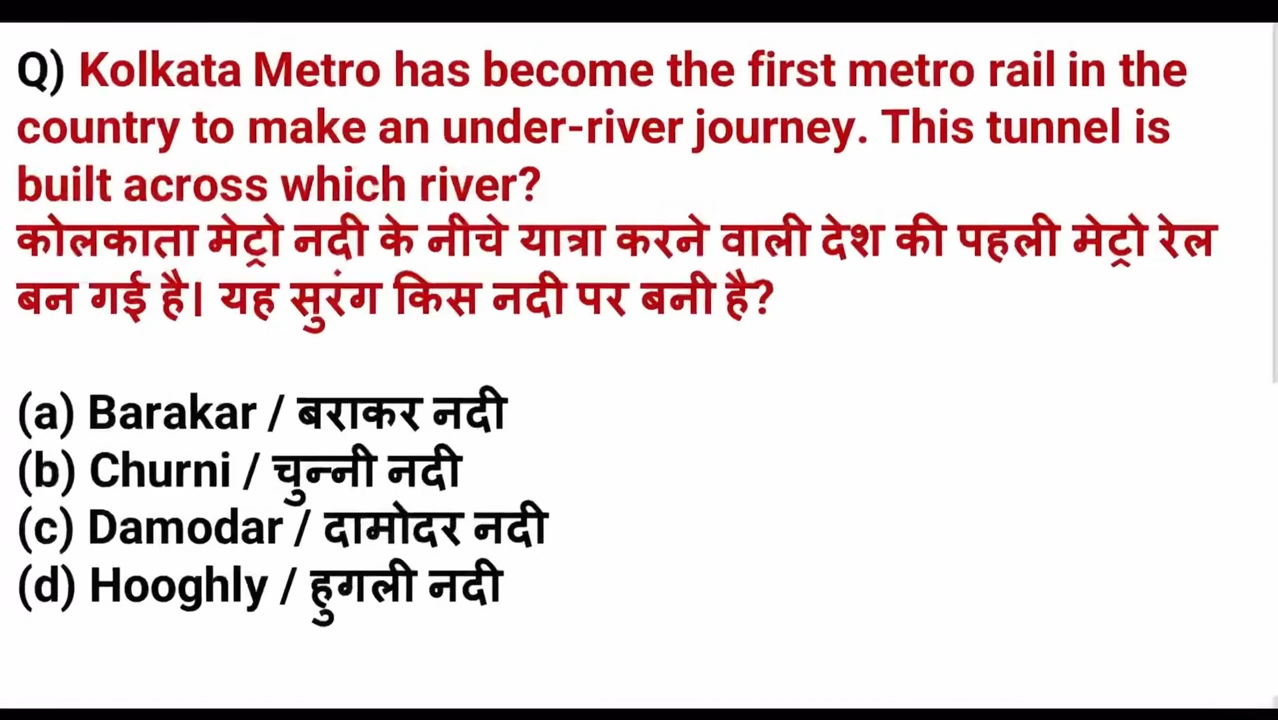 Q) Kolkata Metro has become the first metro rail in the
country to make an under-river journey. This tunnel is
built across which river?
कोलकाता मेट्रो नदी के नीचे यात्रा करने वाली देश की पहली मेट्रो रेल
बन गई है। यह सुरंग किस नदी पर बनी है?
(a) Barakar / बराकर नदी
(b) Churni / चुन्नी नदी
(c) Damodar / दामोदर नदी
(d) Hooghly / हुगली नदी